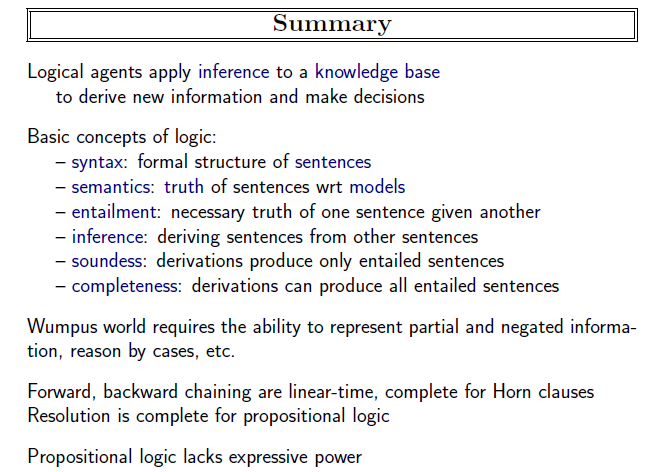 Summary
Logical agents apply inference to a knowledge base
to derive new information and make decisions
Basic concepts of logic:
– syntax: formal structure of sentences
– semantics: truth of sentences wrt models
– entailment: necessary truth of one sentence given another
– inference: deriving sentences from other sentences
– soundess: derivations produce only entailed sentences
– completeness: derivations can produce all entailed sentences
Wumpus world requires the ability to represent partial and negated informa-
tion, reason by cases, etc.
Forward, backward chaining are linear-time, complete for Horn clauses
Resolution is complete for propositional logic
Propositional logic lacks expressive power